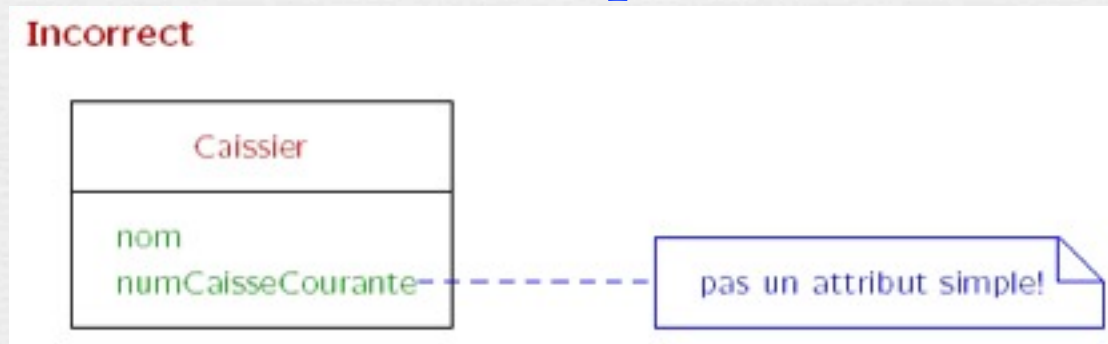 Incorrect
Caissier
nom
numCaisseCourante
pas un attribut simple!